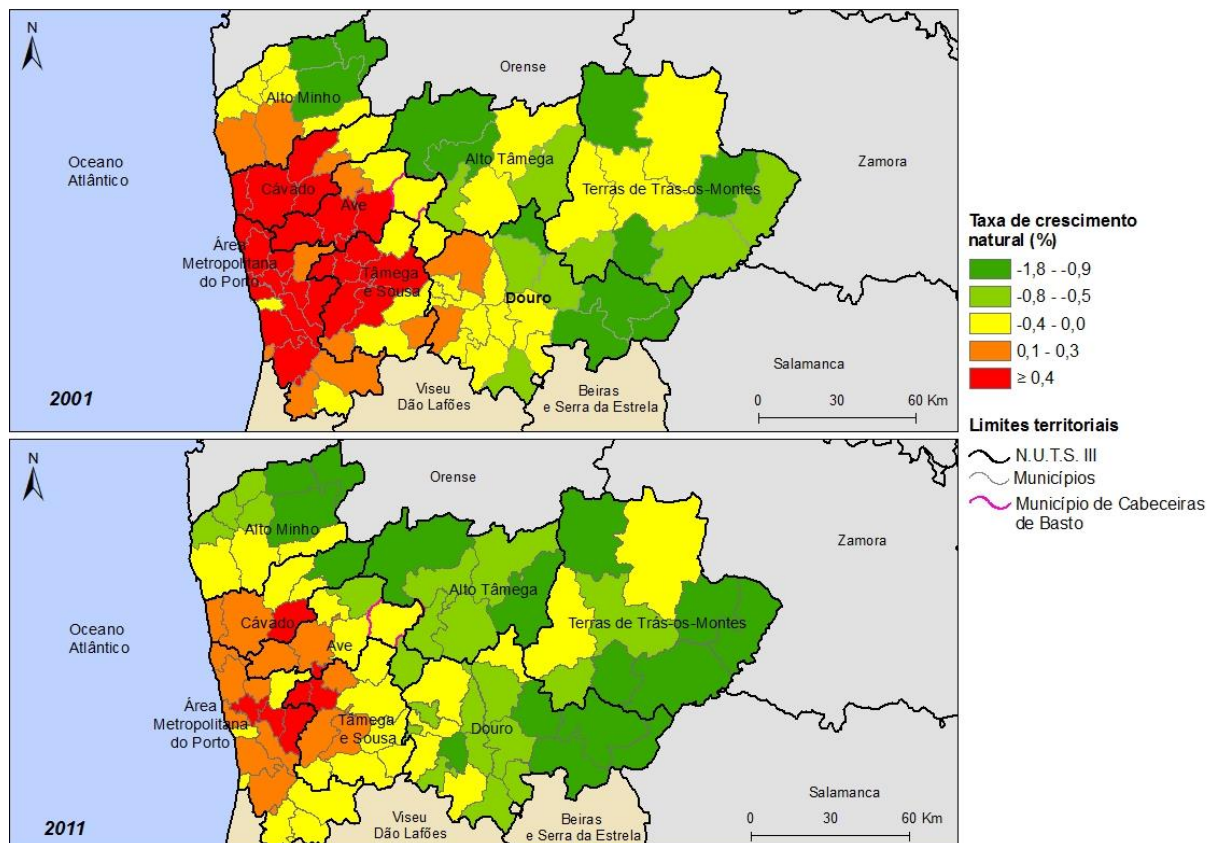 N
Orense
Alto Minho
Oceano
Atlântico
Alto Tâmega
Zamora
Cávado
Ave
Terras de Trás-os-Montes
Área
Metropolitana
do Porto
Tâmega
e Sousa
Douro
Salamanca
Viseu
Dão Lafões
Beiras
e Serra da Estrela
2001
0 30 60 Km
N
Orense
Alto Minho
Oceano
Atlântico
Alto Tâmega
Zamora
Cávado
Ave
Terras de Trás-os-Montes
Área
Metropolitana
do Porto
Tâmega
e Sousa
Douro
Salamanca
Viseu
Dão Lafões
Beiras
e Serra da Estrela
2011
0 30 60 Km
Taxa de crescimento
natural (%)
-1,8 - -0,9
-0,8 - -0,5
-0,4 - 0,0
0,1 - 0,3
≥ 0,4
Limites territoriais
N.U.T.S. III
Municípios
Município de Cabeceiras
de Basto